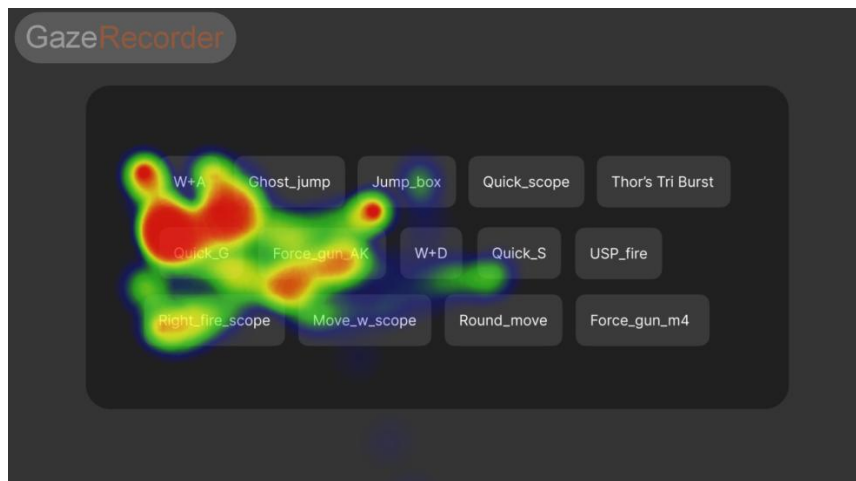 GazeRecorder
W+A Ghost_jump Jump_box Quick_scope Thor's Tri Burst
Quick_G Force_gun_AK W+D Quick_S USP_fire
Right_fire_scope Move_w_scope Round_move Force_gun_m4